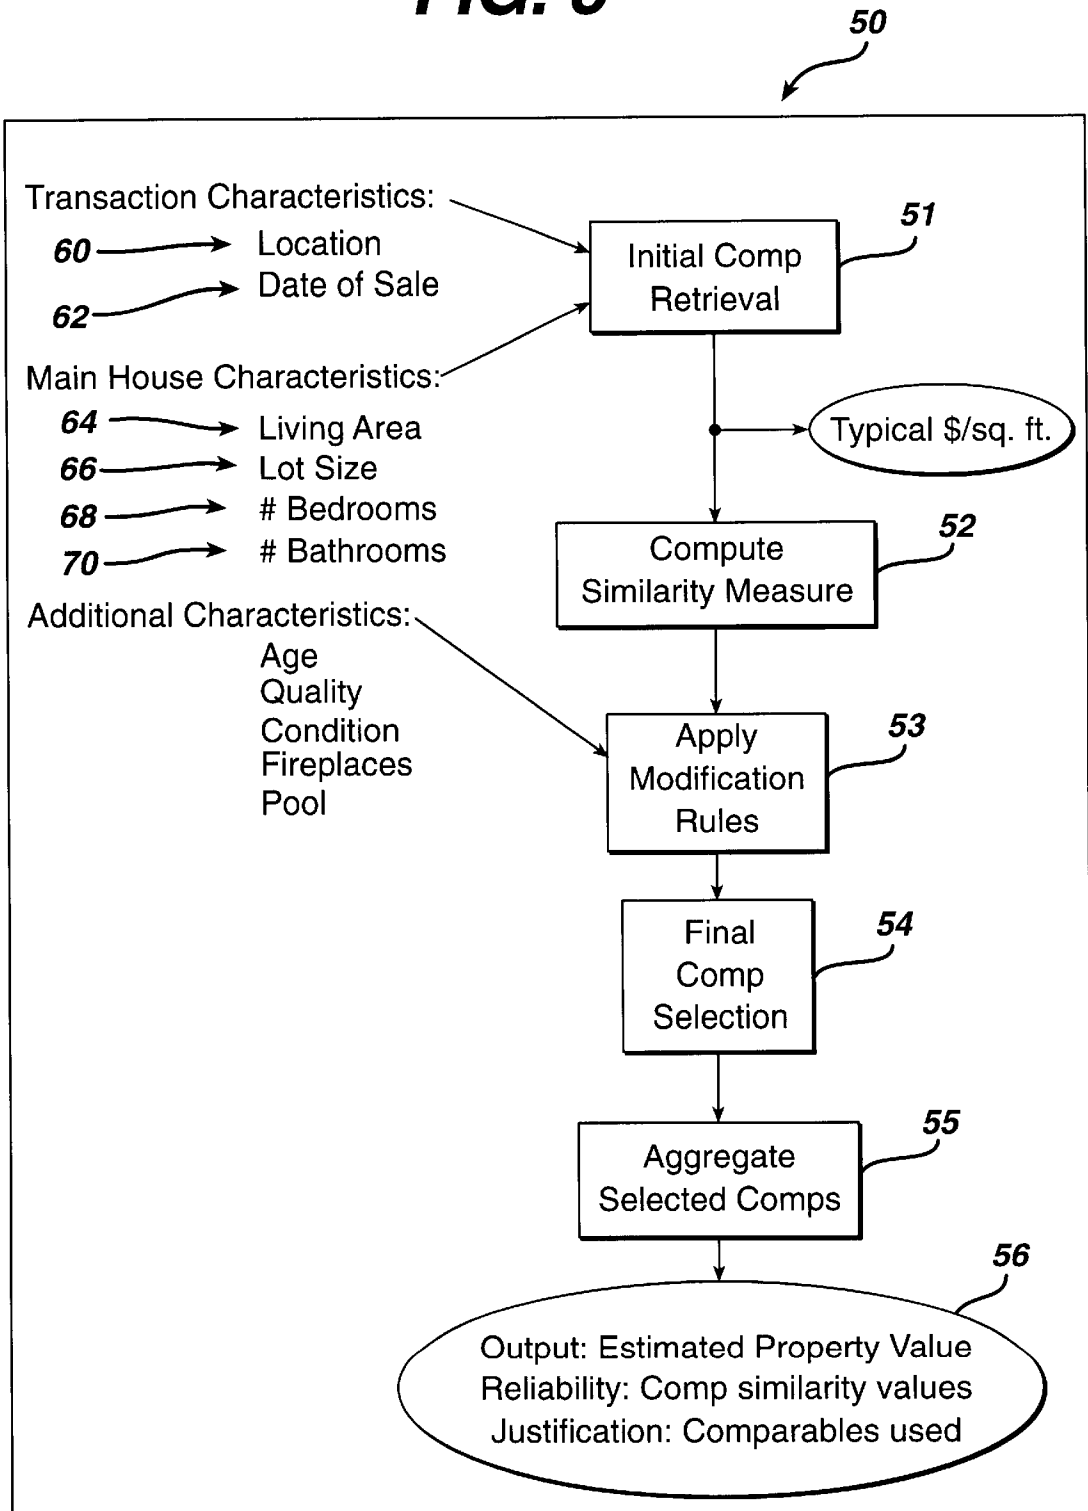 50
Transaction Characteristics:
60 Location
62 Date of Sale
Main House Characteristics:
64 Living Area
66 Lot Size
68 # Bedrooms
70 # Bathrooms
Additional Characteristics:
Age
Quality
Condition
Fireplaces
Pool
51
Initial Comp
Retrieval
Typical $/sq. ft.
52
Compute
Similarity Measure
53
Apply
Modification
Rules
54
Final
Comp
Selection
55
Aggregate
Selected Comps
56
Output: Estimated Property Value
Reliability: Comp similarity values
Justification: Comparables used